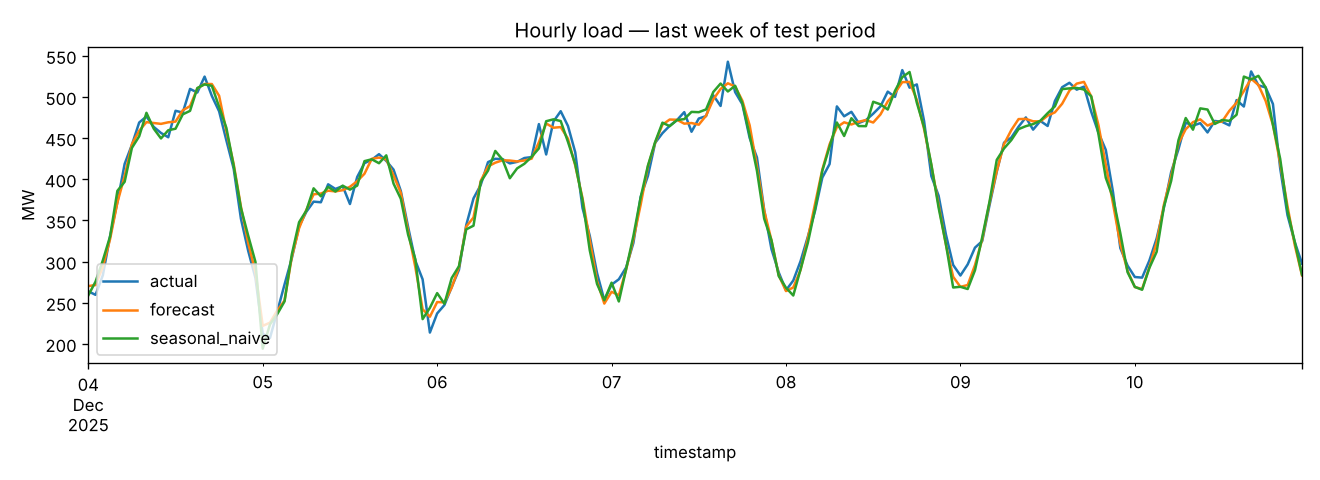 Hourly load — last week of test period
550
500
450
400
350
300
250
200
MW
actual
forecast
seasonal_naive
04 05 06 07 08 09 10
Dec
2025
timestamp